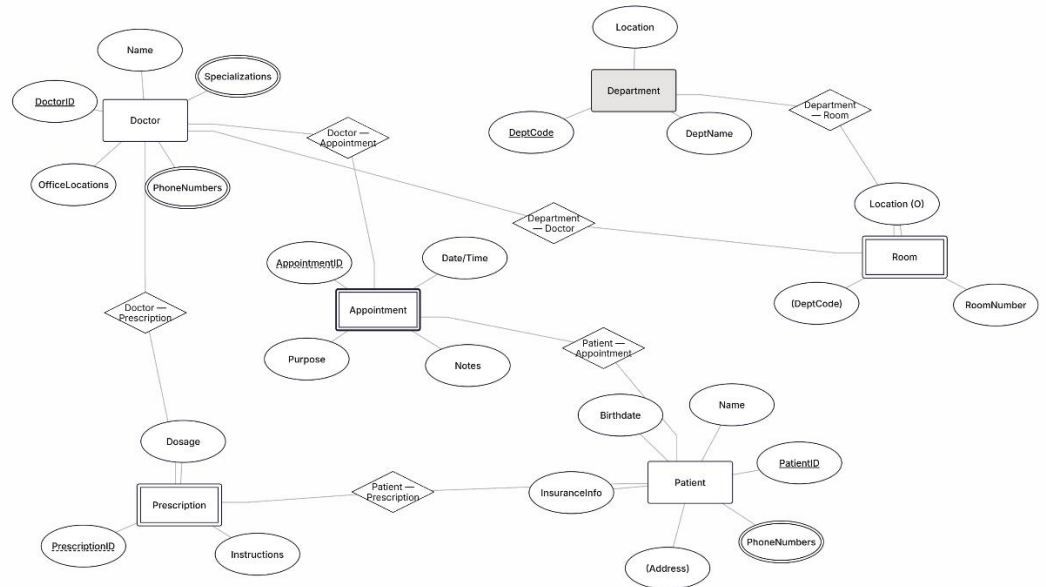 Location
Name
Specializations
Department
DoctorID
Department
— Room
Doctor
DeptCode
DeptName
Doctor —
Appointment
OfficeLocations
PhoneNumbers
Location (O)
Department
— Doctor
AppointmentID
Date/Time
Room
Appointment
(DeptCode)
RoomNumber
Doctor —
Prescription
Purpose
Notes
Patient —
Appointment
Birthdate
Name
Dosage
PatientID
Patient
Patient —
Prescription
InsuranceInfo
Prescription
PhoneNumbers
PrescriptionID
Instructions
(Address)